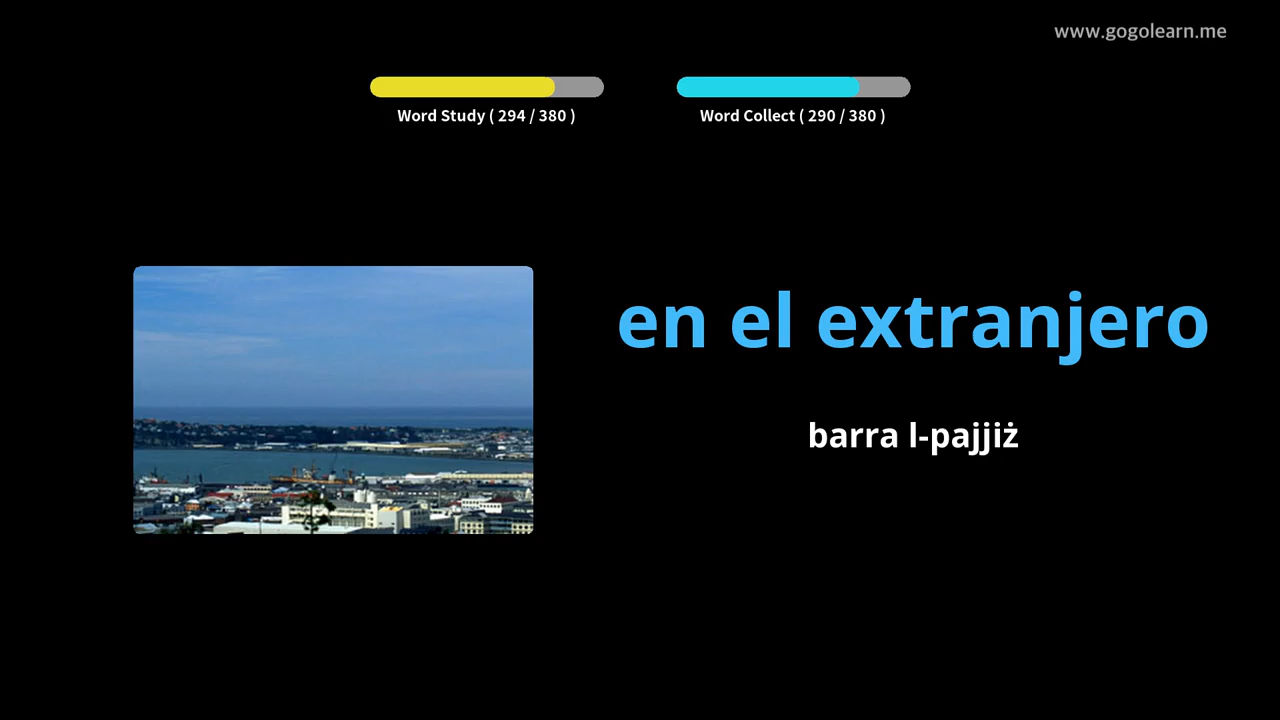 www.gogolearn.me
Word Study ( 294 / 380 )
Word Collect ( 290 / 380 )
en el extranjero
barra l-pajjiż